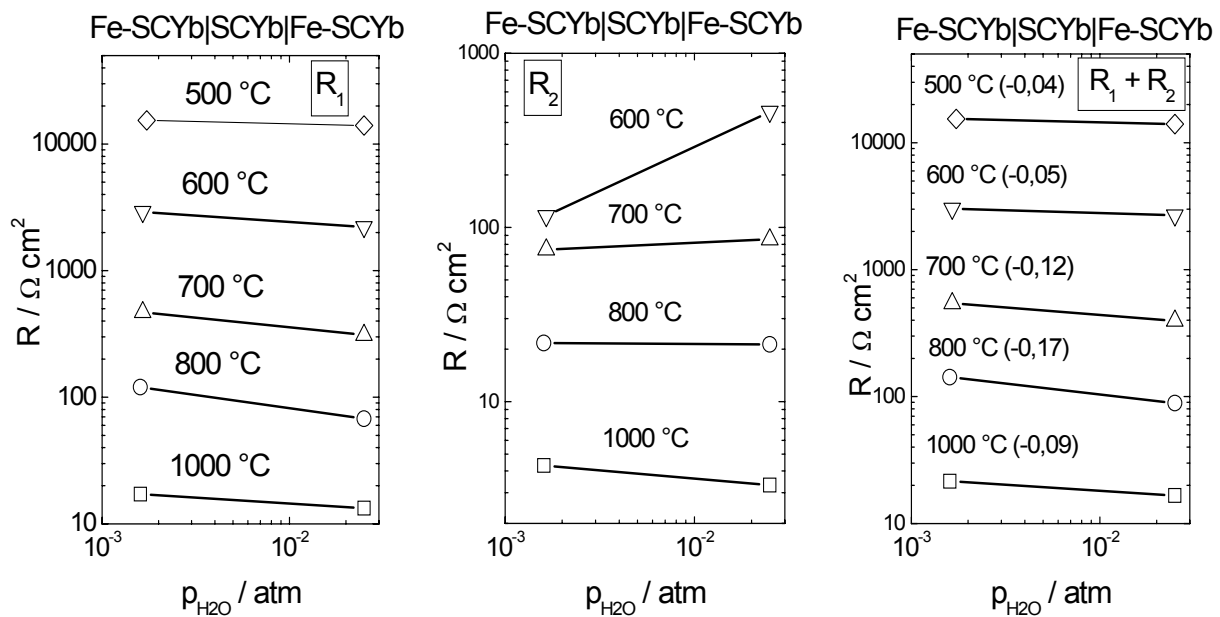 Fe-SCYb|SCYb|Fe-SCYb
R1
500 °C
600 °C
700 °C
800 °C
1000 °C
10000
1000
100
10
R / Ω cm²
10⁻³
10⁻²
pH2O / atm
Fe-SCYb|SCYb|Fe-SCYb
R2
600 °C
700 °C
800 °C
1000 °C
1000
100
10
R / Ω cm²
10⁻³
10⁻²
pH2O / atm
Fe-SCYb|SCYb|Fe-SCYb
R1 + R2
500 °C (-0,04)
600 °C (-0,05)
700 °C (-0,12)
800 °C (-0,17)
1000 °C (-0,09)
10000
1000
100
10
R / Ω cm²
10⁻³
10⁻²
pH2O / atm